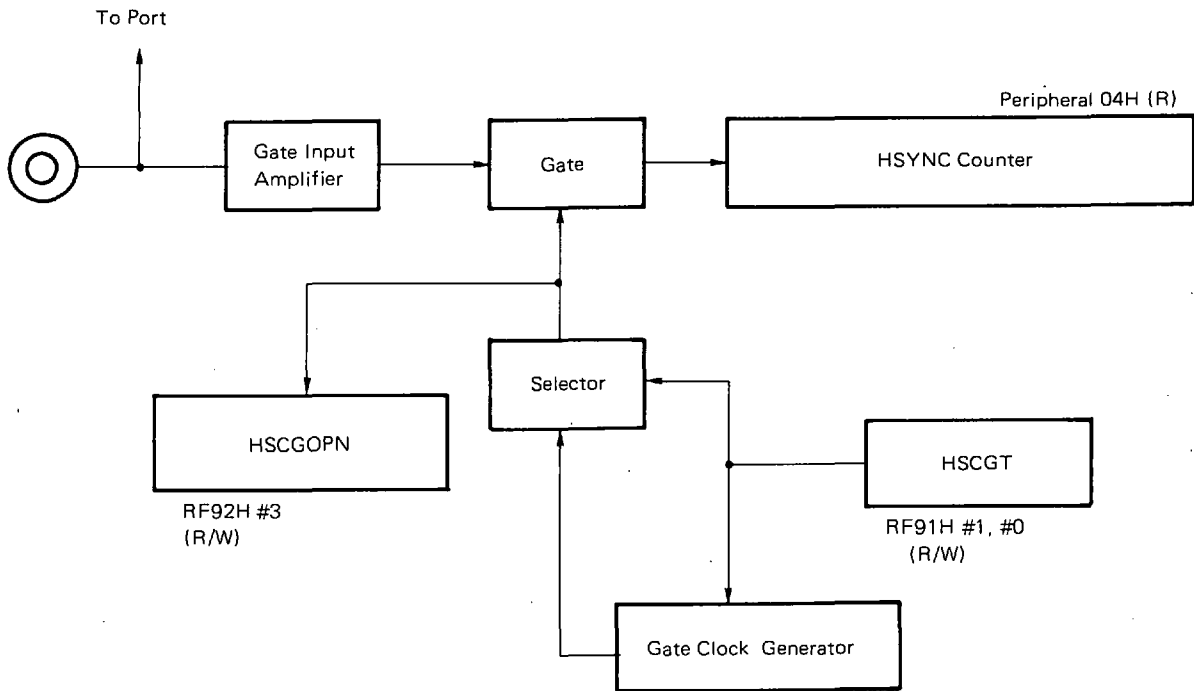 To Port
Peripheral 04H (R)
Gate Input
Amplifier
Gate
HSYNC Counter
Selector
HSCGOPN
HSCGT
RF92H #3
(R/W)
RF91H #1, #0
(R/W)
Gate Clock Generator